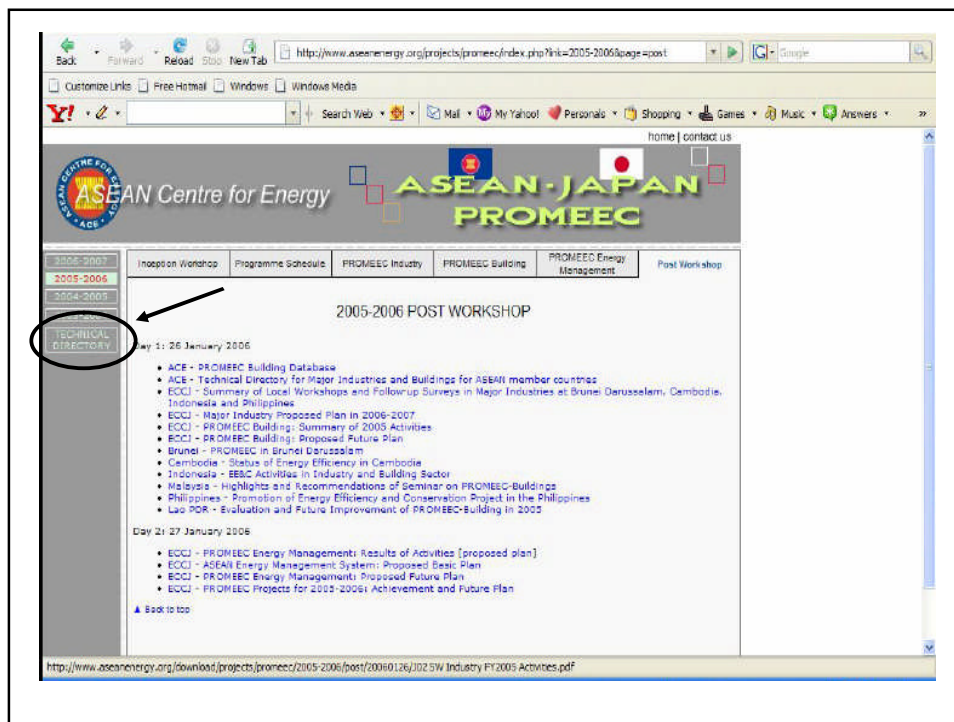 Back Forward Reload Stop New Tab http://www.aseanenergy.org/projects/promeec/index.php?link=2005-2006&page=post G Google
Customize Links Free Hotmail Windows Windows Media
Y! Search Web Mail My Yahoo! Personals Shopping Games Music Answers »
home | contact us
ASEAN CENTRE FOR ENERGY · ACE ·
ASEAN Centre for Energy
ASEAN - JAPAN
PROMEEC
2006-2007
2005-2006
2004-2005
TECHNICAL
DIRECTORY
Inception Workshop Programme Schedule PROMEEC Industry PROMEEC Building PROMEEC Energy Management Post Workshop
2005-2006 POST WORKSHOP
Day 1: 26 January 2006
• ACE - PROMEEC Building Database
• ACE - Technical Directory for Major Industries and Buildings for ASEAN member countries
• ECCJ - Summary of Local Workshops and Follow-up Surveys in Major Industries at Brunei Darussalam, Cambodia,
Indonesia and Philippines
• ECCJ - Major Industry Proposed Plan in 2006-2007
• ECCJ - PROMEEC Building: Summary of 2005 Activities
• ECCJ - PROMEEC Building: Proposed Future Plan
• Brunei - PROMEEC in Brunei Darussalam
• Cambodia - Status of Energy Efficiency in Cambodia
• Indonesia - EE&C Activities in Industry and Building Sector
• Malaysia - Highlights and Recommendations of Seminar on PROMEEC-Buildings
• Philippines - Promotion of Energy Efficiency and Conservation Project in the Philippines
• Lao PDR - Evaluation and Future Improvement of PROMEEC-Building in 2005
Day 2: 27 January 2006
• ECCJ - PROMEEC Energy Management: Results of Activities [proposed plan]
• ECCJ - ASEAN Energy Management System: Proposed Basic Plan
• ECCJ - PROMEEC Energy Management: Proposed Future Plan
• ECCJ - PROMEEC Projects for 2005-2006: Achievement and Future Plan
▲ Back to top
http://www.aseanenergy.org/download/projects/promeec/2005-2006/post/20060126/J02 SW Industry FY2005 Activities.pdf